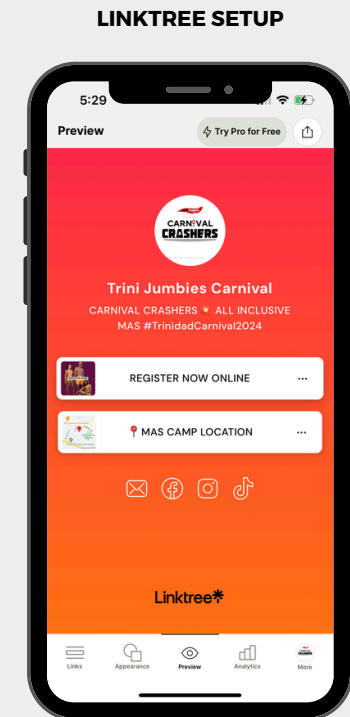 LINKTREE SETUP
5:29
Preview
Try Pro for Free
CARNIVAL
CRASHERS
Trini Jumbies Carnival
CARNIVAL CRASHERS 💥 ALL INCLUSIVE
MAS #TrinidadCarnival2024
REGISTER NOW ONLINE
📍 MAS CAMP LOCATION
Linktree
Links
Appearance
Preview
Analytics
More